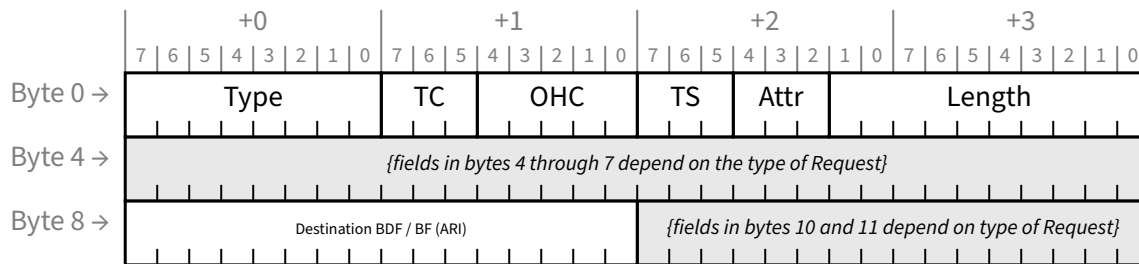 +0 +1 +2 +3
7 6 5 4 3 2 1 0 7 6 5 4 3 2 1 0 7 6 5 4 3 2 1 0 7 6 5 4 3 2 1 0
Byte 0 → Type TC OHC TS Attr Length
Byte 4 → {fields in bytes 4 through 7 depend on the type of Request}
Byte 8 → Destination BDF / BF (ARI) {fields in bytes 10 and 11 depend on type of Request}